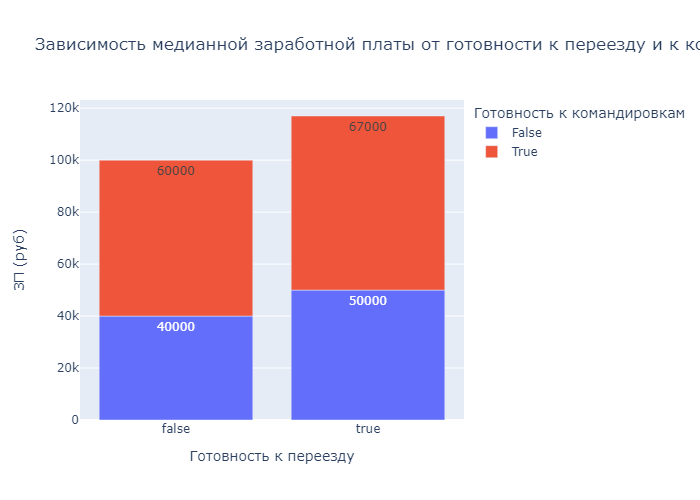 Зависимость медианной заработной платы от готовности к переезду и к ко
Готовность к командировкам
False
True
ЗП (руб)
120k
100k
80k
60k
40k
20k
0
60000
40000
67000
50000
false
true
Готовность к переезду